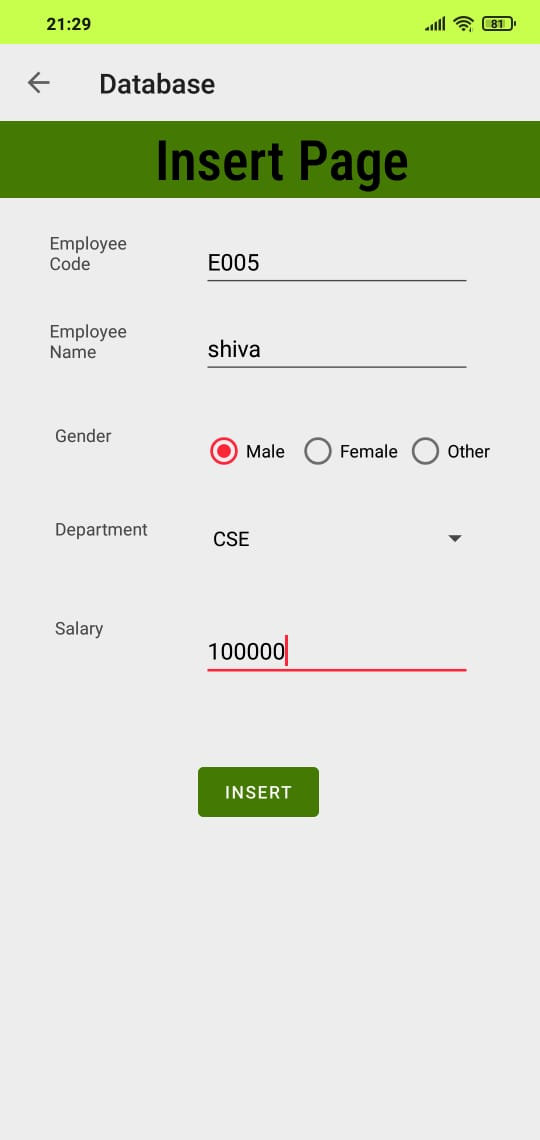 21:29
81
Database
Insert Page
Employee
Code
E005
Employee
Name
shiva
Gender
Male
Female
Other
Department
CSE
Salary
100000
INSERT